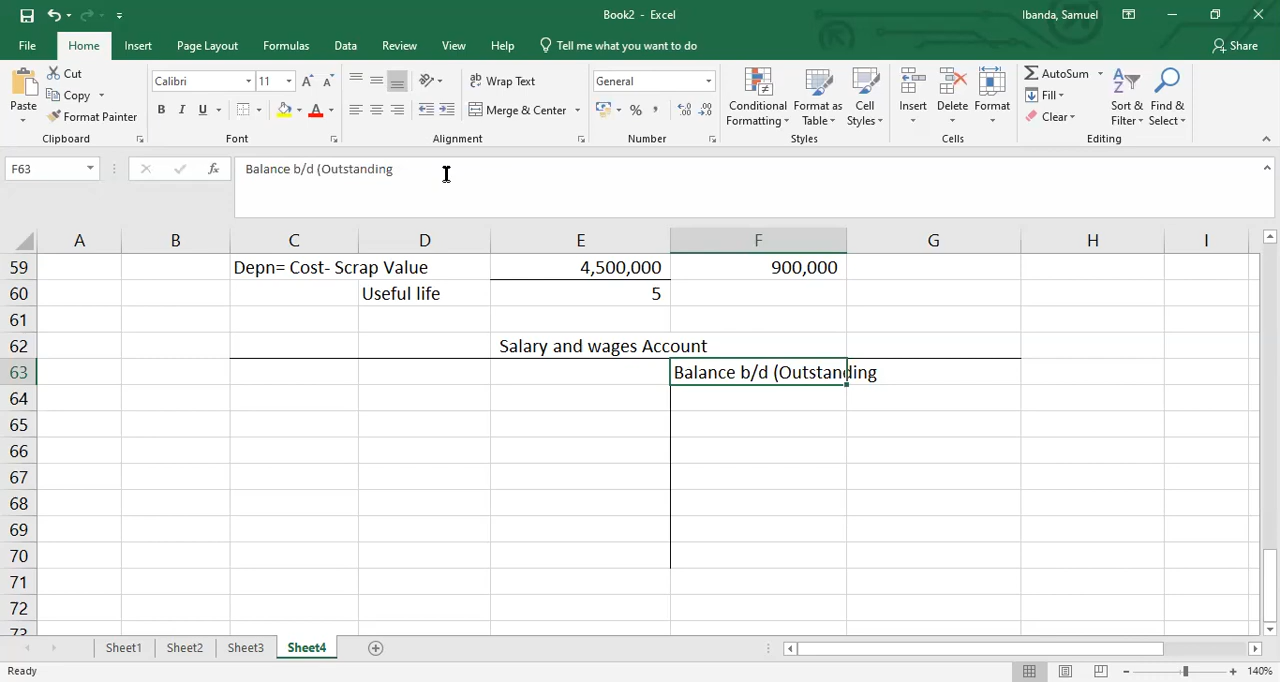 Book2 - Excel
Ibanda, Samuel
File Home Insert Page Layout Formulas Data Review View Help Tell me what you want to do Share
Paste Cut Copy Format Painter Clipboard
Calibri 11 B I U A Font
Wrap Text Merge & Center Alignment
General % , Number
Conditional Formatting Format as Table Cell Styles Styles
Insert Delete Format Cells
AutoSum Fill Clear Sort & Filter Find & Select Editing
F63 fx Balance b/d (Outstanding
A B C D E F G H I
59 Depn= Cost- Scrap Value 4,500,000 900,000
60 Useful life 5
61
62 Salary and wages Account
63 Balance b/d (Outstanding
64
65
66
67
68
69
70
71
72
73
Sheet1 Sheet2 Sheet3 Sheet4
Ready 140%